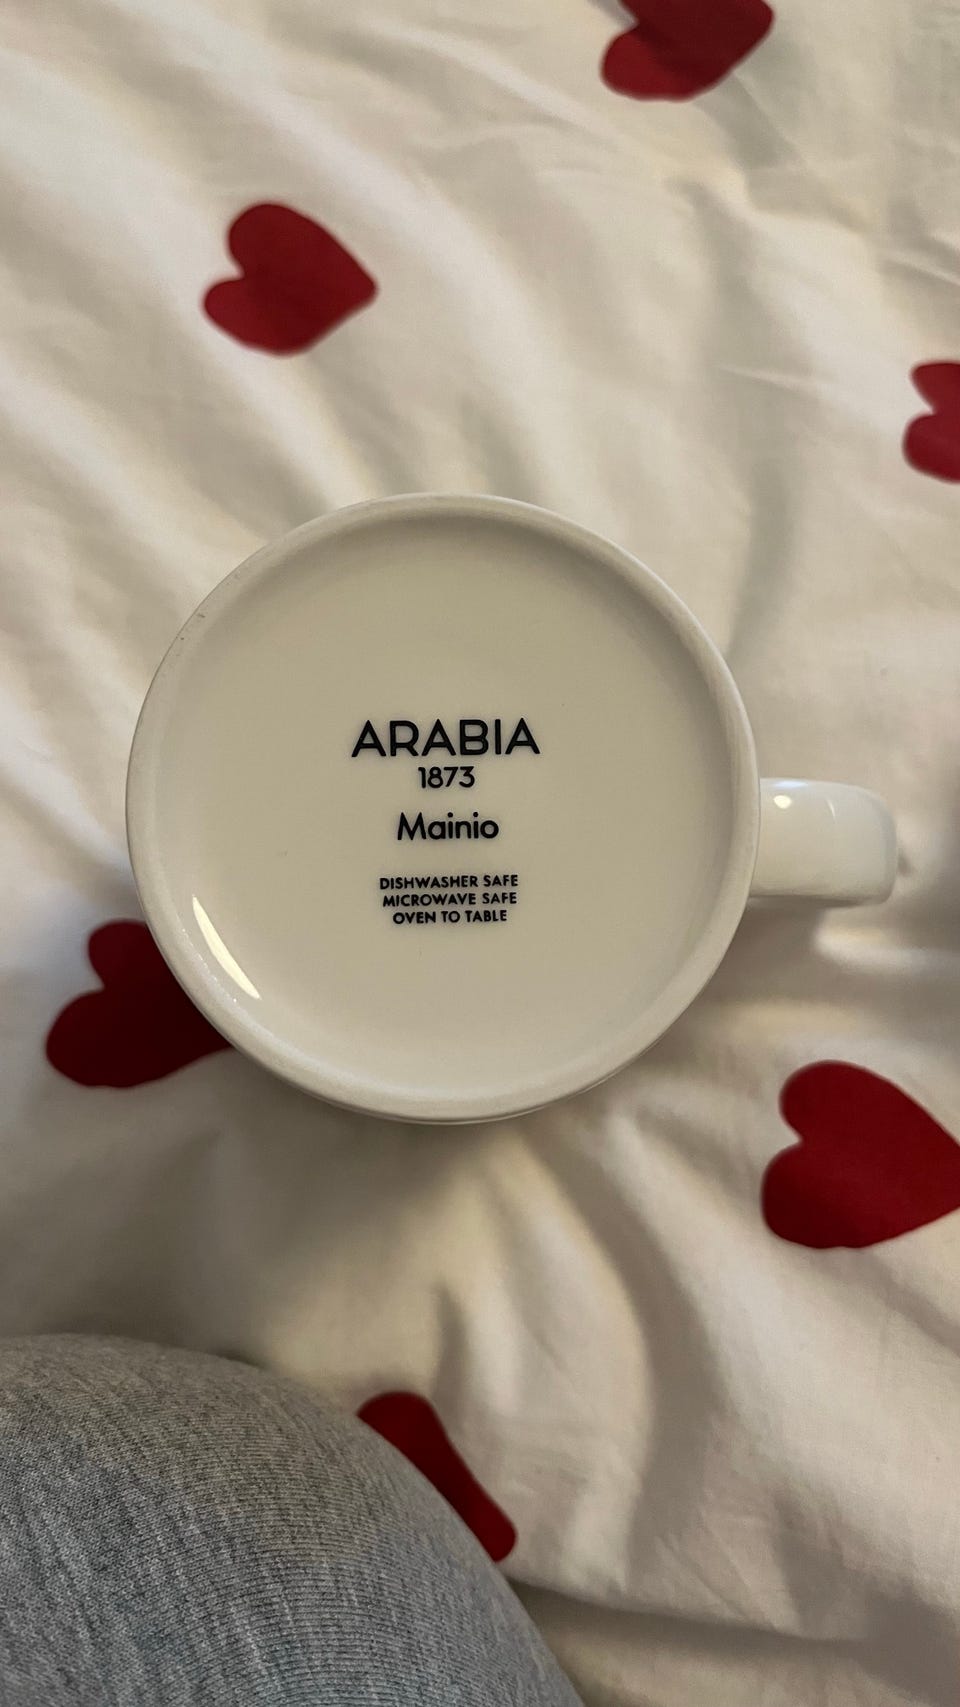 ARABIA
1873
Mainio
DISHWASHER SAFE
MICROWAVE SAFE
OVEN TO TABLE